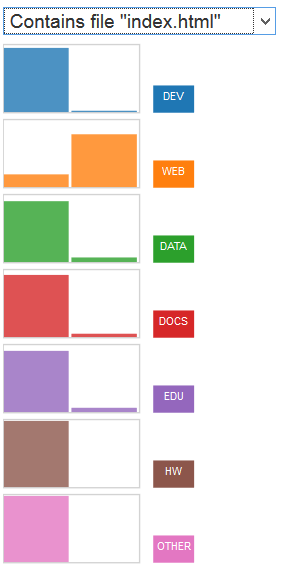 Contains file "index.html"
DEV
WEB
DATA
DOCS
EDU
HW
OTHER